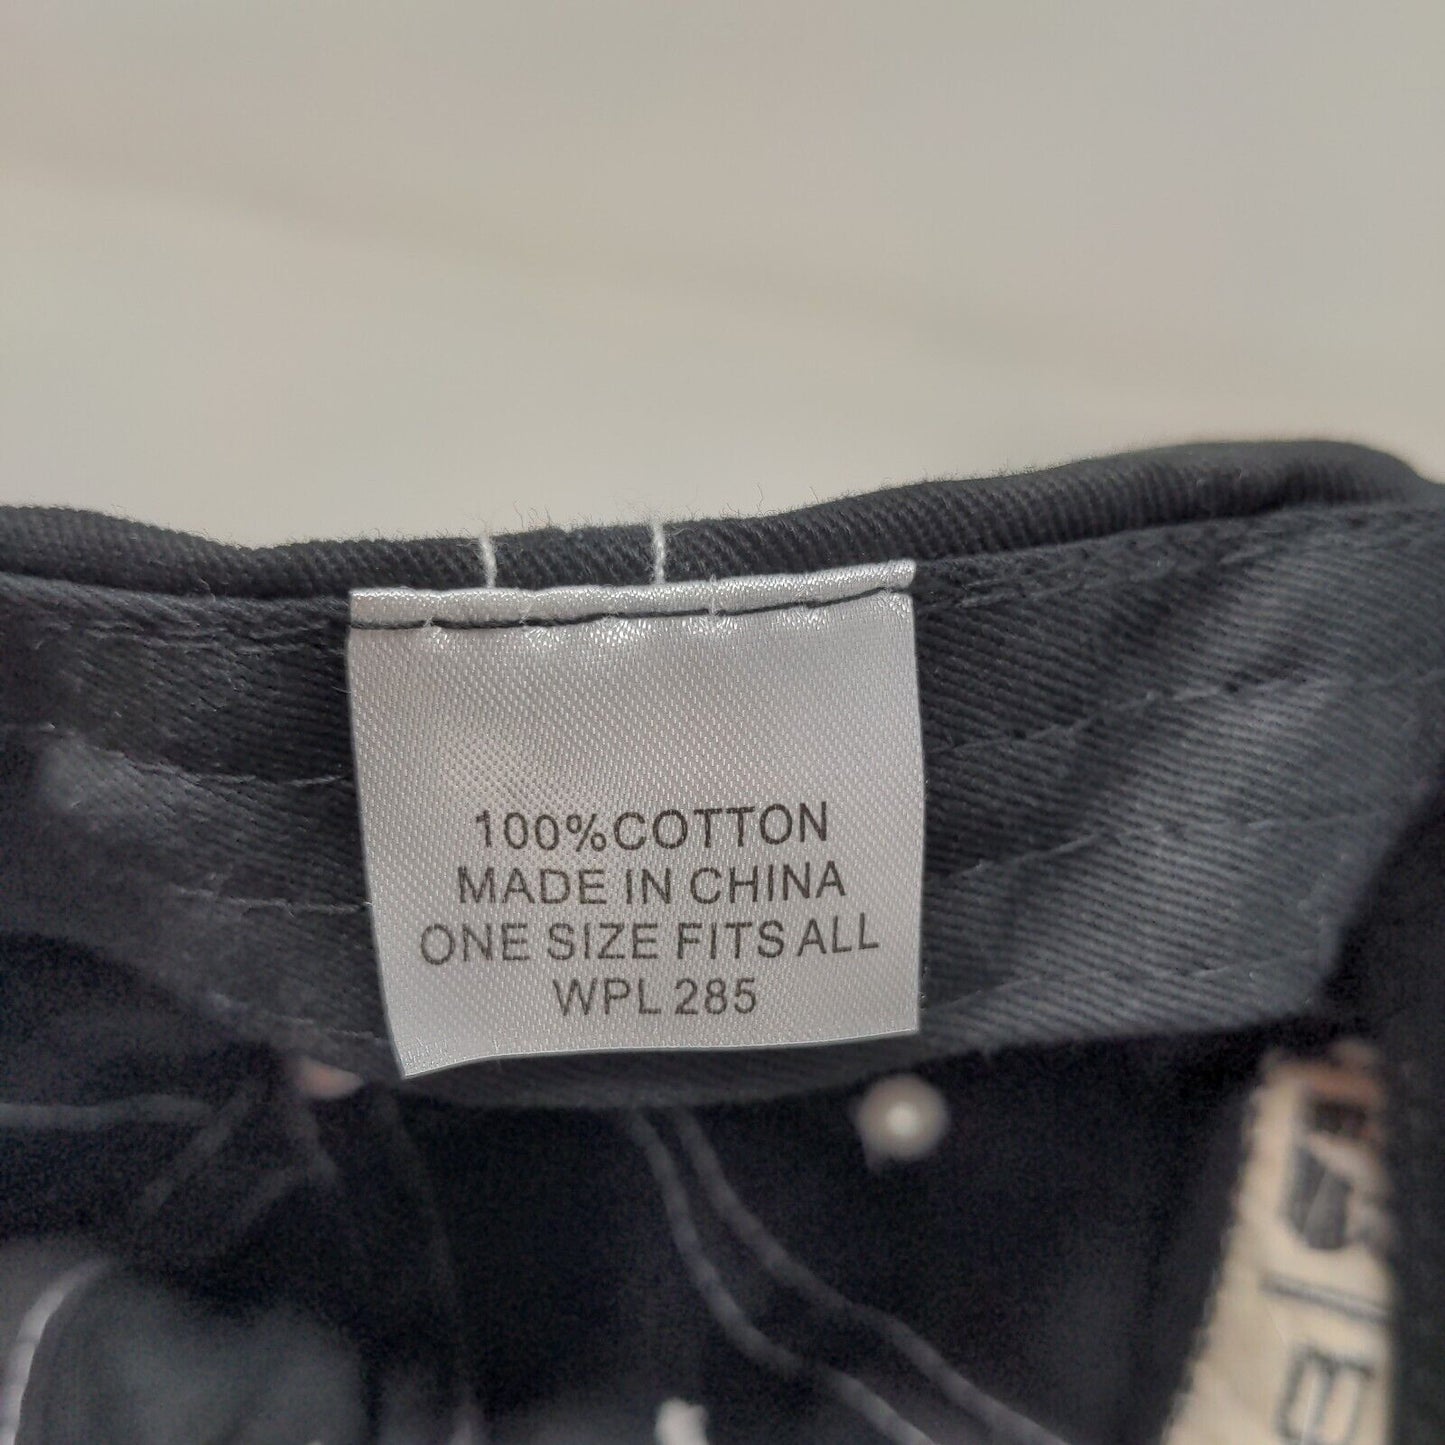 100%COTTON
MADE IN CHINA
ONE SIZE FITS ALL
WPL 285